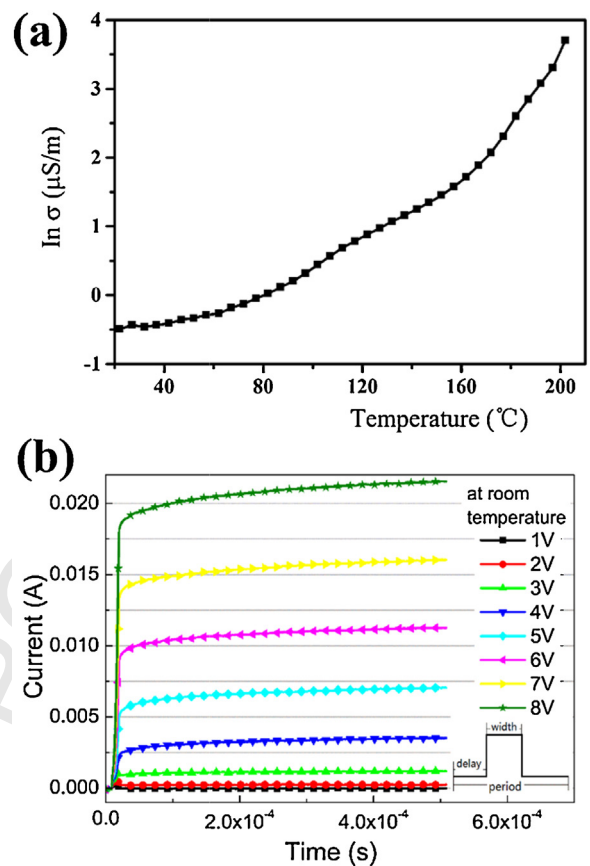 (a)
ln σ (μS/m)
4
3
2
1
0
-1
40 80 120 160 200
Temperature (℃)
(b)
Current (A)
0.020
0.015
0.010
0.005
0.000
at room
temperature
1V
2V
3V
4V
5V
6V
7V
8V
width
delay
period
0.0 2.0x10⁻⁴ 4.0x10⁻⁴ 6.0x10⁻⁴
Time (s)